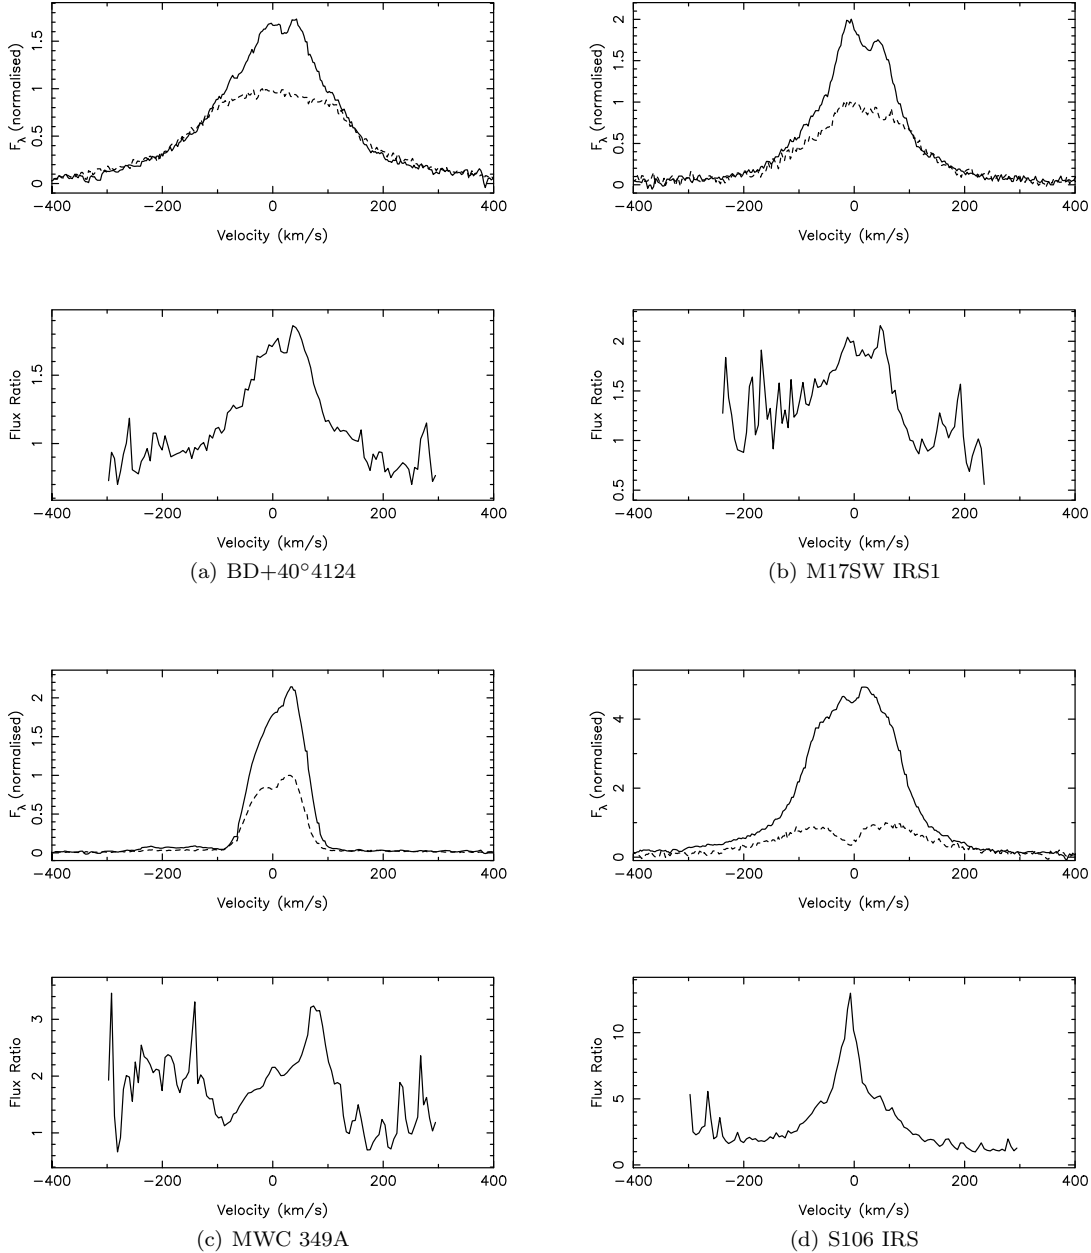 F_λ (normalised)
0 0.5 1 1.5
−400 −200 0 200 400
Velocity (km/s)
F_λ (normalised)
0 0.5 1 1.5 2
−400 −200 0 200 400
Velocity (km/s)
Flux Ratio
1 1.5
−400 −200 0 200 400
Velocity (km/s)
(a) BD+40°4124
Flux Ratio
0.5 1 1.5 2
−400 −200 0 200 400
Velocity (km/s)
(b) M17SW IRS1
F_λ (normalised)
0 0.5 1 1.5 2
−400 −200 0 200 400
Velocity (km/s)
F_λ (normalised)
0 2 4
−400 −200 0 200 400
Velocity (km/s)
Flux Ratio
1 2 3
−400 −200 0 200 400
Velocity (km/s)
(c) MWC 349A
Flux Ratio
0 5 10
−400 −200 0 200 400
Velocity (km/s)
(d) S106 IRS